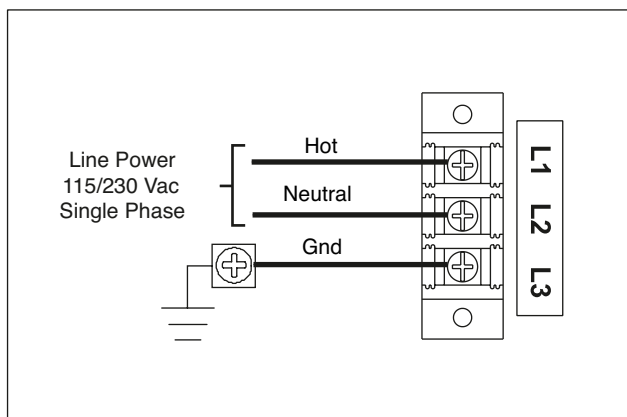 Line Power
115/230 Vac
Single Phase
Hot
Neutral
Gnd
L1
L2
L3